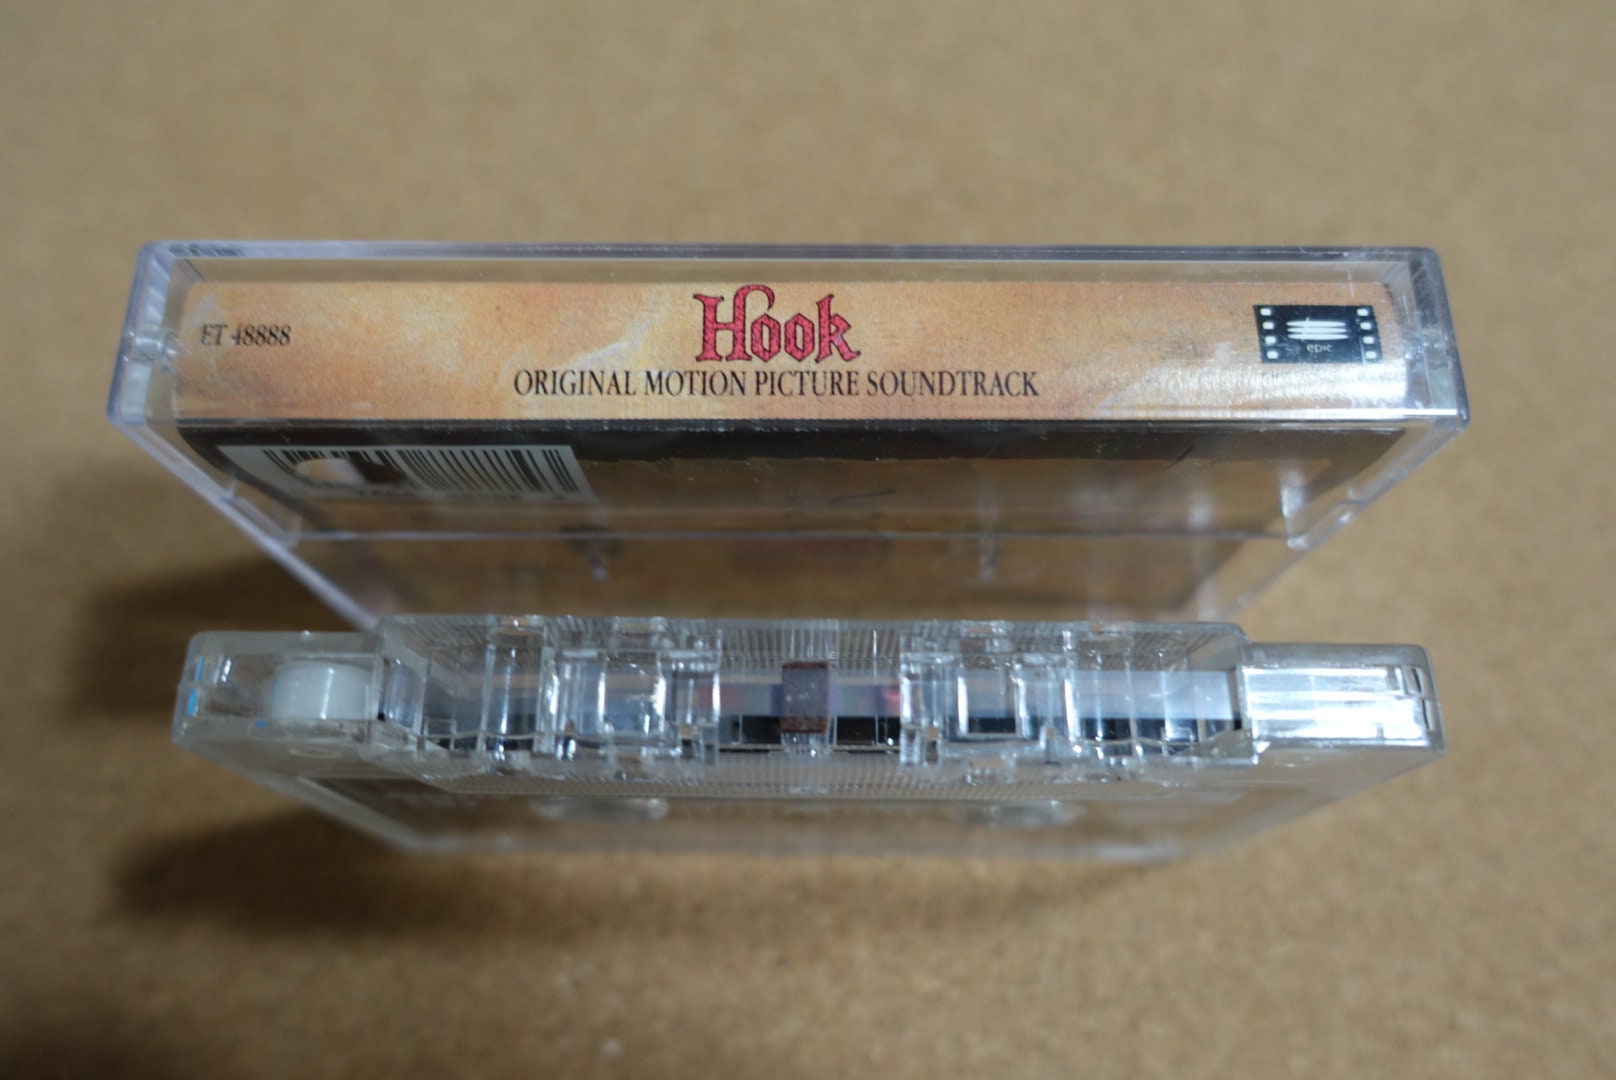 ET 48888
Hook
ORIGINAL MOTION PICTURE SOUNDTRACK
epic